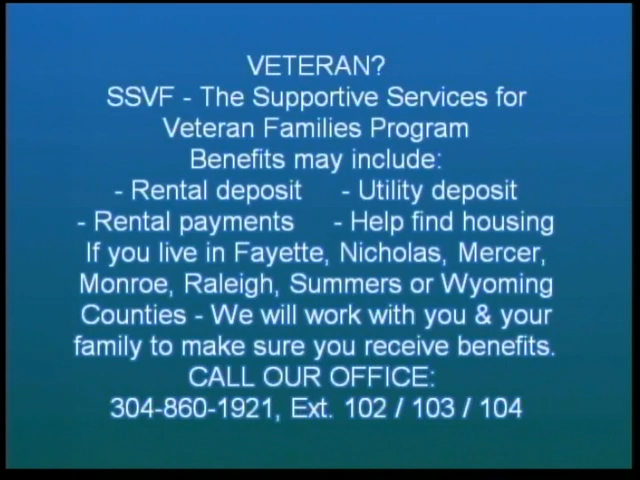 VETERAN?
SSVF - The Supportive Services for
Veteran Families Program
Benefits may include:
- Rental deposit - Utility deposit
- Rental payments - Help find housing
If you live in Fayette, Nicholas, Mercer,
Monroe, Raleigh, Summers or Wyoming
Counties - We will work with you & your
family to make sure you receive benefits.
CALL OUR OFFICE:
304-860-1921, Ext. 102 / 103 / 104